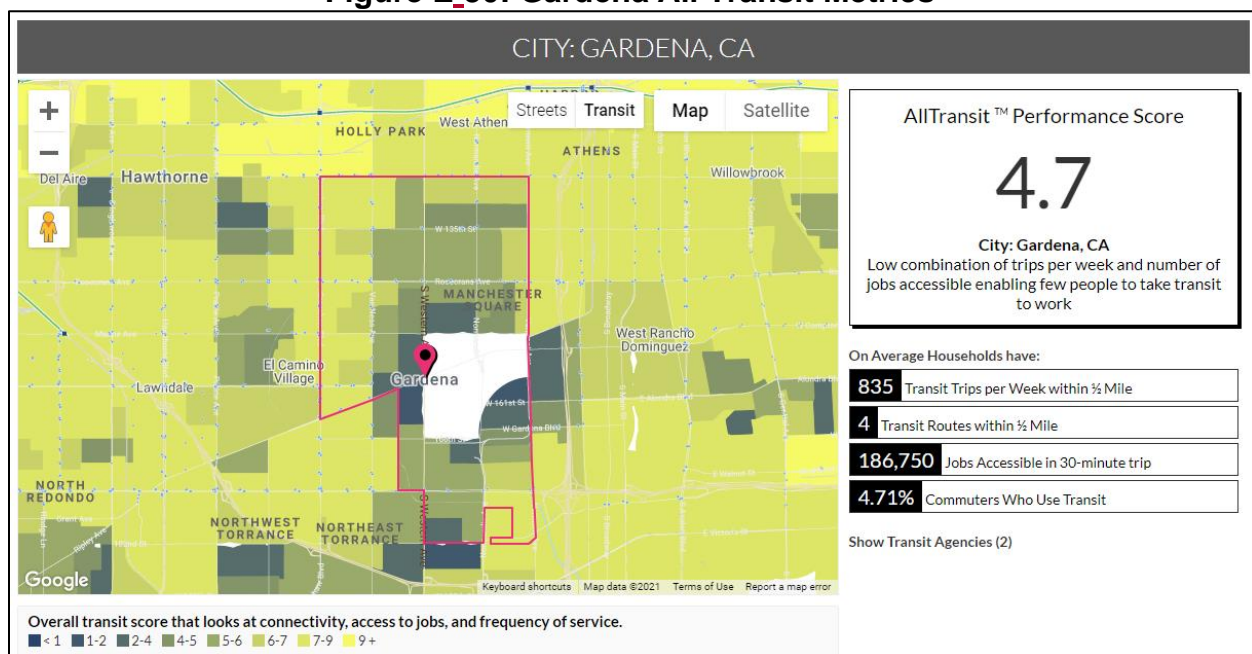 Figure E-30: Gardena All Transit Metrics
CITY: GARDENA, CA
+
−
Streets Transit
Map Satellite
HOLLY PARK
West Athen
ATHENS
Del Aire
Hawthorne
Willowbrook
W 135th St
Rosecrans Ave
MANCHESTER
SQUARE
West Rancho
Dominguez
El Camino
Village
Gardena
Lawndale
W 161st St
W Gardena Blvd
NORTH
REDONDO
NORTHWEST
TORRANCE
NORTHEAST
TORRANCE
Google
Keyboard shortcuts Map data ©2021 Terms of Use Report a map error
Overall transit score that looks at connectivity, access to jobs, and frequency of service.
< 1 1-2 2-4 4-5 5-6 6-7 7-9 9 +
AllTransit ™ Performance Score
4.7
City: Gardena, CA
Low combination of trips per week and number of
jobs accessible enabling few people to take transit
to work
On Average Households have:
835 Transit Trips per Week within ½ Mile
4 Transit Routes within ½ Mile
186,750 Jobs Accessible in 30-minute trip
4.71% Commuters Who Use Transit
Show Transit Agencies (2)